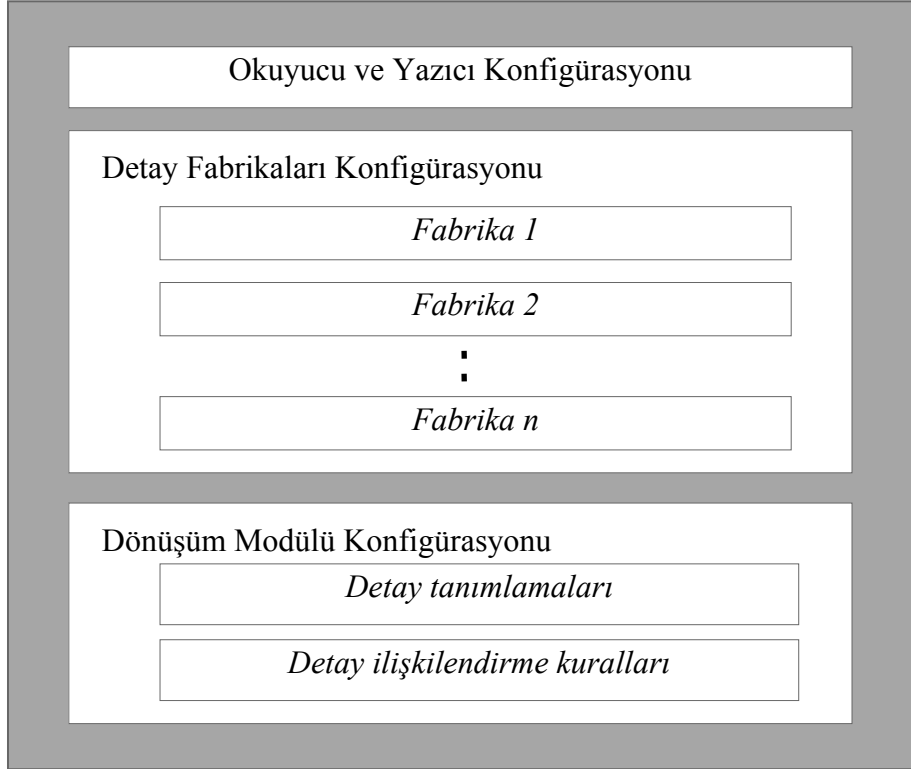 Okuyucu ve Yazıcı Konfigürasyonu
Detay Fabrikaları Konfigürasyonu
Fabrika 1
Fabrika 2
:
Fabrika n
Dönüşüm Modülü Konfigürasyonu
Detay tanımlamaları
Detay ilişkilendirme kuralları